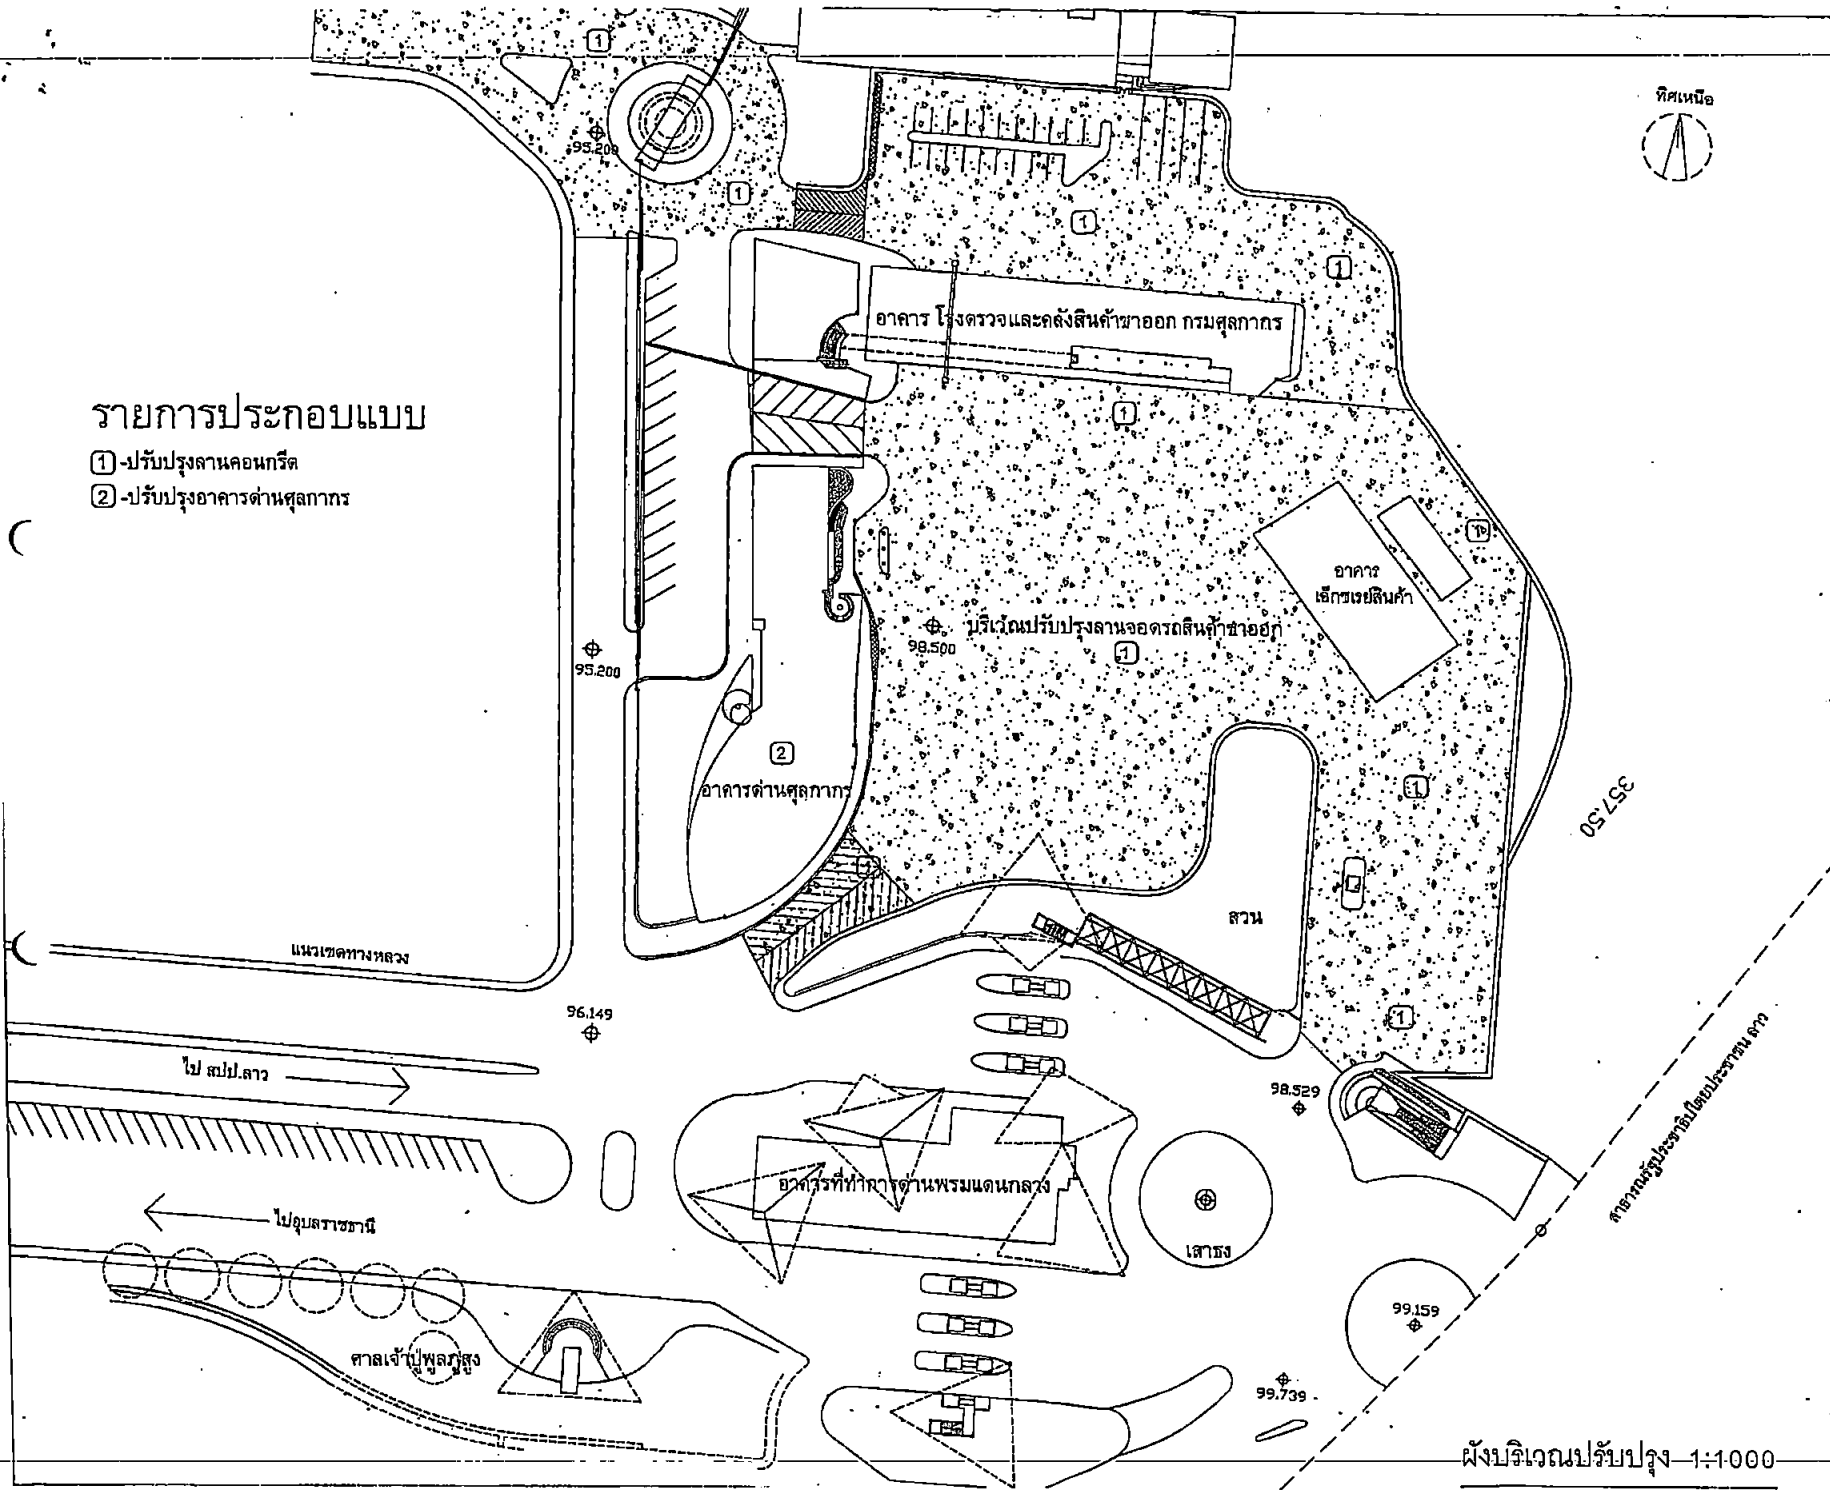 1
ทิศเหนือ
95.200
1
1
1
อาคาร โรงตรวจและคลังสินค้าขาออก กรมศุลกากร
รายการประกอบแบบ
1 -ปรับปรุงลานคอนกรีต
2 -ปรับปรุงอาคารด่านศุลกากร
1
1
อาคาร
เอ็กซเรย์สินค้า
98.500
บริเวณปรับปรุงลานจอดรถสินค้าขาออก
1
95.200
2
อาคารด่านศุลกากร
1
357.50
1
สวน
แนวเขตทางหลวง
96.149
1
ไป สปป.ลาว
98.529
สาธารณรัฐประชาธิปไตยประชาชน ลาว
อาคารที่ทำการด่านพรมแดนกลาง
ไปอุบลราชธานี
เสาธง
99.159
ศาลเจ้าปู่พูลภูสูง
99.739
ผังบริเวณปรับปรุง 1:1000